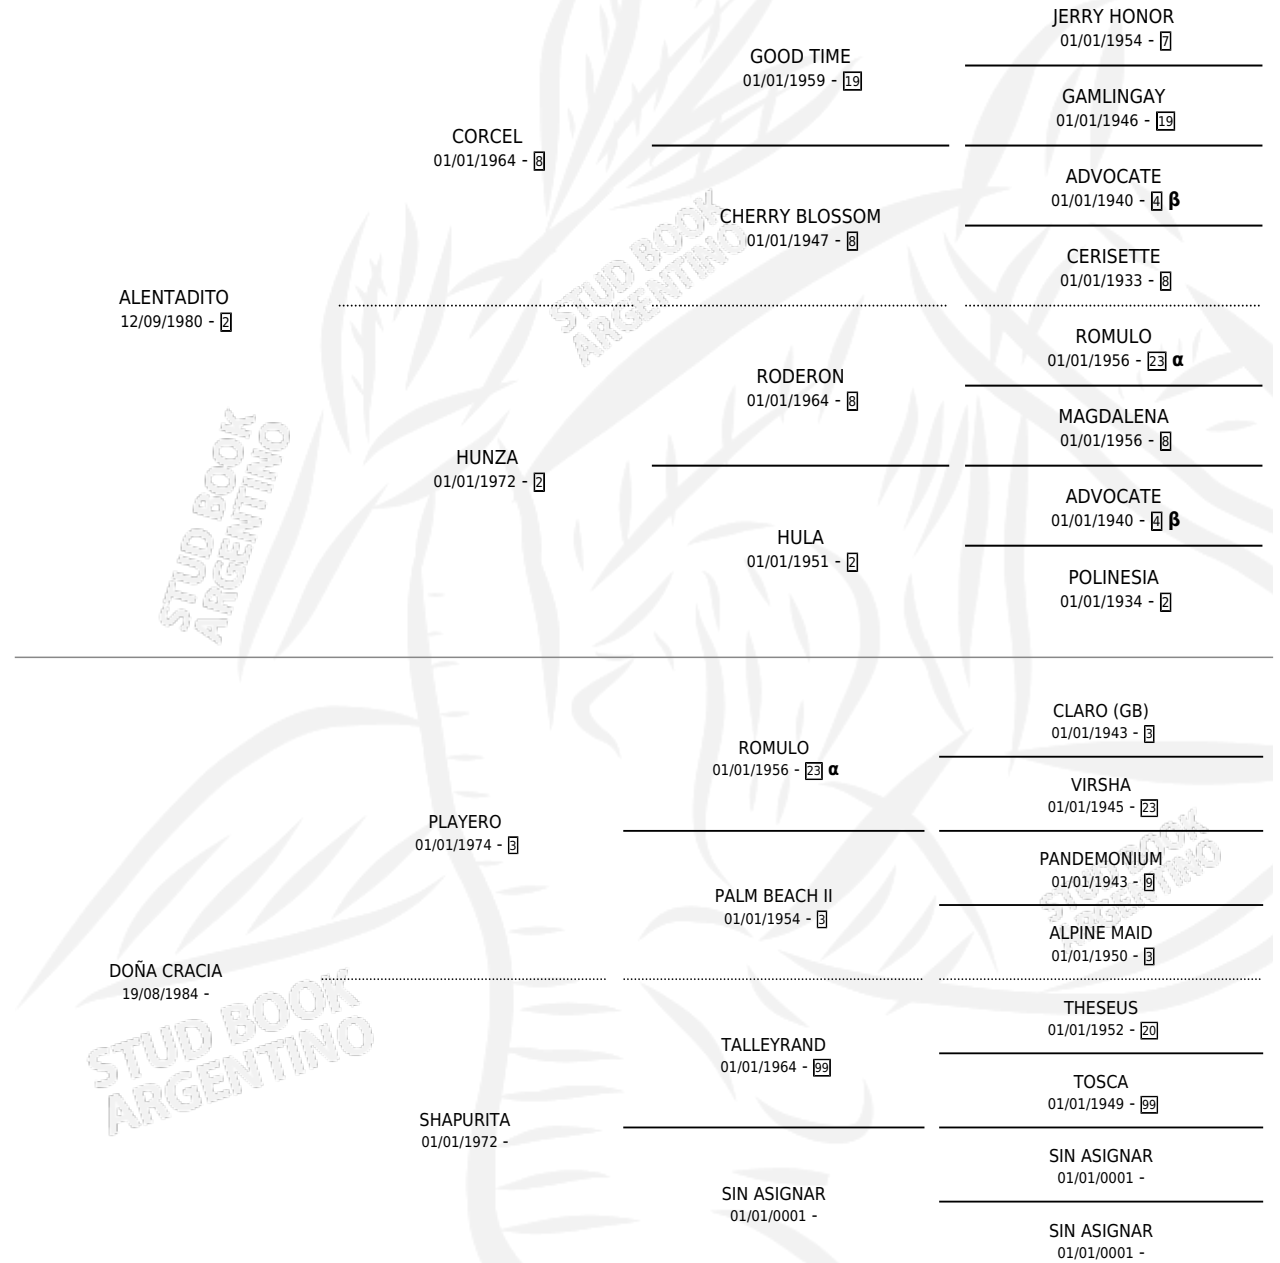 JERRY HONOR
01/01/1954 - 7
GOOD TIME
01/01/1959 - 19
GAMLINGAY
01/01/1946 - 19
CORCEL
01/01/1964 - 8
ADVOCATE
01/01/1940 - 4 β
CHERRY BLOSSOM
01/01/1947 - 8
CERISETTE
01/01/1933 - 8
ALENTADITO
12/09/1980 - 2
ROMULO
01/01/1956 - 23 α
RODERON
01/01/1964 - 8
MAGDALENA
01/01/1956 - 8
HUNZA
01/01/1972 - 2
ADVOCATE
01/01/1940 - 4 β
HULA
01/01/1951 - 2
POLINESIA
01/01/1934 - 2
CLARO (GB)
01/01/1943 - 3
ROMULO
01/01/1956 - 23 α
VIRSHA
01/01/1945 - 23
PLAYERO
01/01/1974 - 3
PANDEMONIUM
01/01/1943 - 9
PALM BEACH II
01/01/1954 - 3
ALPINE MAID
01/01/1950 - 3
DOÑA CRACIA
19/08/1984 -
THESEUS
01/01/1952 - 20
TALLEYRAND
01/01/1964 - 99
TOSCA
01/01/1949 - 99
SHAPURITA
01/01/1972 -
SIN ASIGNAR
01/01/0001 -
SIN ASIGNAR
01/01/0001 -
SIN ASIGNAR
01/01/0001 -
STUD BOOK
ARGENTINO
STUD BOOK
ARGENTINO
STUD BOOK
ARGENTINO
STUD BOOK
ARGENTINO